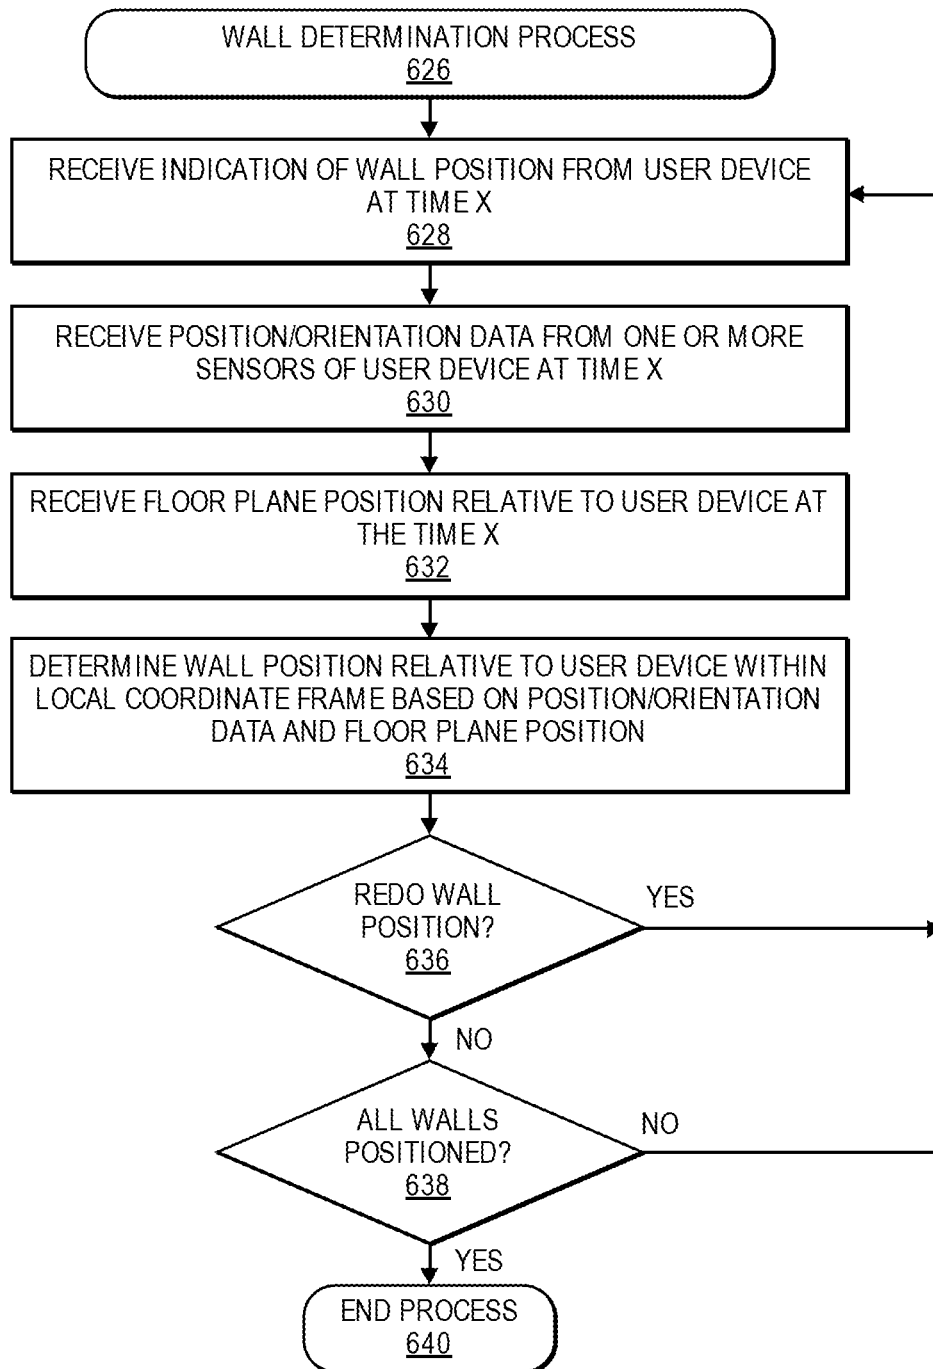 WALL DETERMINATION PROCESS
626
RECEIVE INDICATION OF WALL POSITION FROM USER DEVICE
AT TIME X
628
RECEIVE POSITION/ORIENTATION DATA FROM ONE OR MORE
SENSORS OF USER DEVICE AT TIME X
630
RECEIVE FLOOR PLANE POSITION RELATIVE TO USER DEVICE AT
THE TIME X
632
DETERMINE WALL POSITION RELATIVE TO USER DEVICE WITHIN
LOCAL COORDINATE FRAME BASED ON POSITION/ORIENTATION
DATA AND FLOOR PLANE POSITION
634
REDO WALL
POSITION?
636
YES
NO
ALL WALLS
POSITIONED?
638
NO
YES
END PROCESS
640